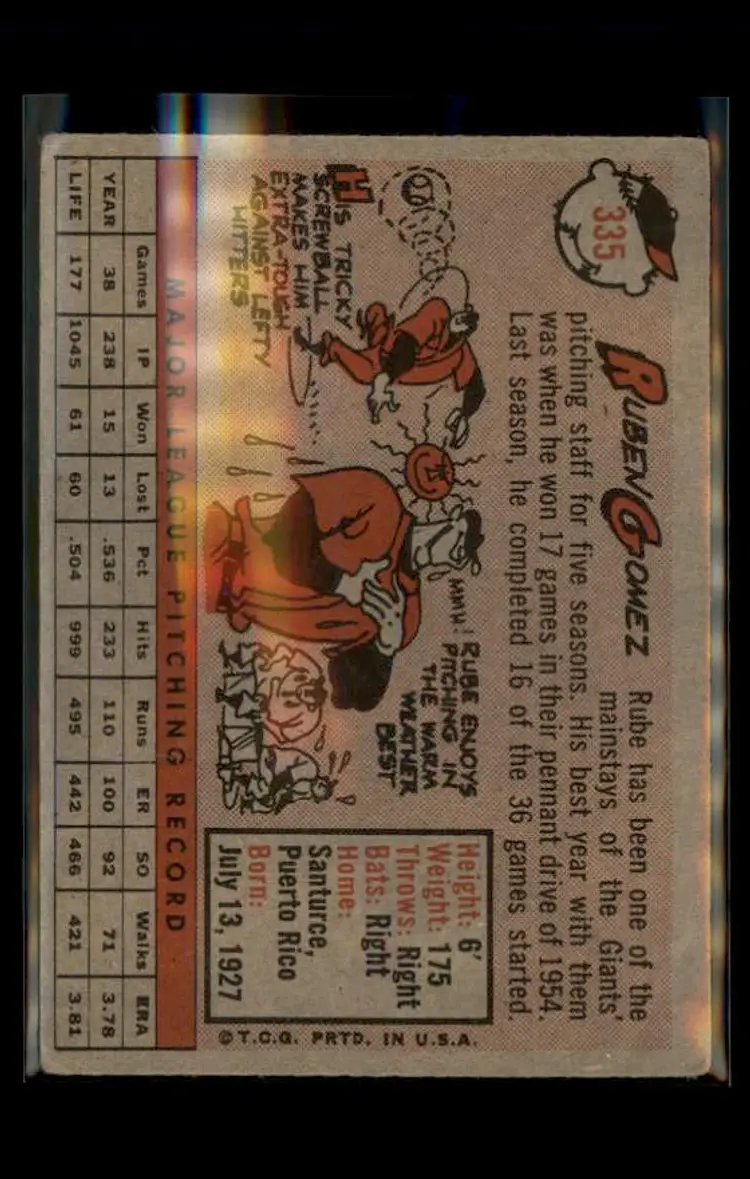 335
RUBEN GOMEZ
Rube has been one of the
mainstays of the Giants'
pitching staff for five seasons. His best year with them
was when he won 17 games in their pennant drive of 1954.
Last season, he completed 16 of the 36 games started.
HIS TRICKY
SCREWBALL
MAKES HIM
EXTRA-TOUGH
AGAINST LEFTY
HITTERS
MMM! RUBE ENJOYS
PITCHING IN
THE WARM
WEATHER
BEST
Height: 6'
Weight: 175
Throws: Right
Bats: Right
Home:
Santurce,
Puerto Rico
Born:
July 13, 1927
©T.C.G. PRTD. IN U.S.A.
MAJOR LEAGUE PITCHING RECORD
Games IP Won Lost Pct Hits Runs ER SO Walks ERA
YEAR 38 238 15 13 .536 233 110 100 92 71 3.78
LIFE 177 1045 61 60 .504 999 495 442 466 421 3.81